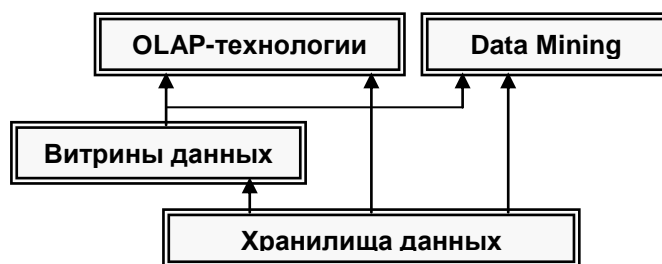 OLAP-технологии
Data Mining
Витрины данных
Хранилища данных